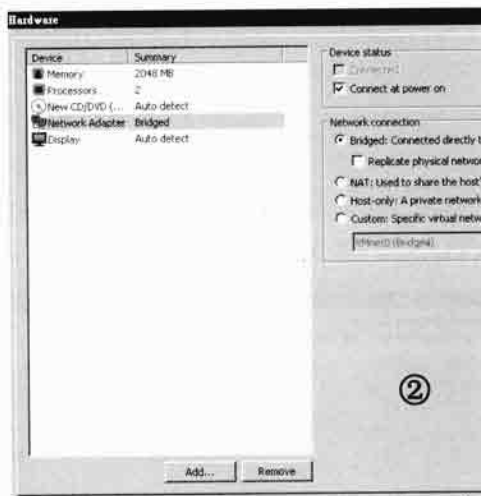 Hardware
Device Summary
Memory 2048 MB
Processors 2
New CD/DVD (... Auto detect
Network Adapter Bridged
Display Auto detect
Add... Remove
Device status
Connected
Connect at power on
Network connection
Bridged: Connected directly t
Replicate physical networ
NAT: Used to share the host'
Host-only: A private network
Custom: Specific virtual netw
VMnet0 (Bridged)
②